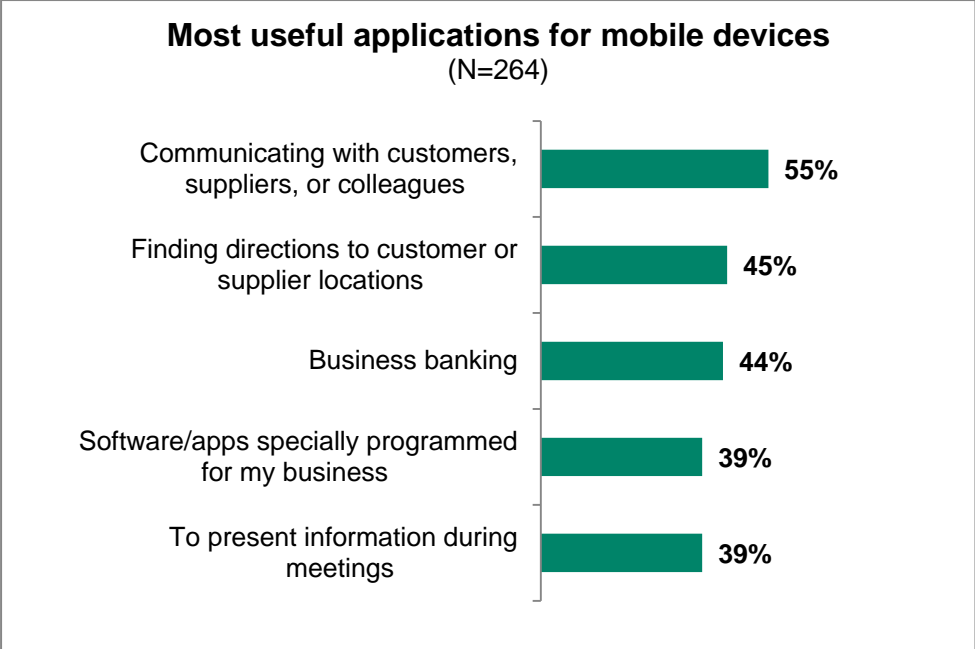 Most useful applications for mobile devices
(N=264)
Communicating with customers,
suppliers, or colleagues
55%
Finding directions to customer or
supplier locations
45%
Business banking
44%
Software/apps specially programmed
for my business
39%
To present information during
meetings
39%